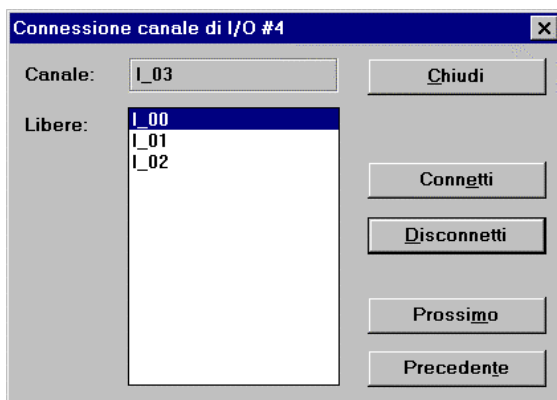 Connessione canale di I/O #4
Canale:
I_03
Chiudi
Libere:
I_00
I_01
I_02
Connetti
Disconnetti
Prossimo
Precedente